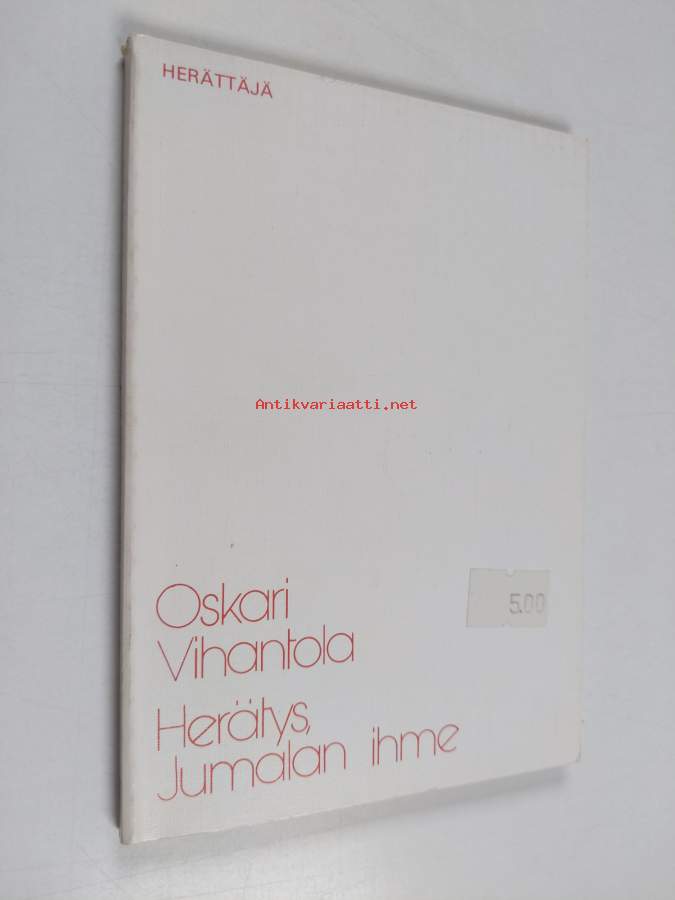 HERÄTTÄJÄ
Antikvariaatti.net
Oskari
Vihantola
5.00
Herätys,
Jumalan ihme